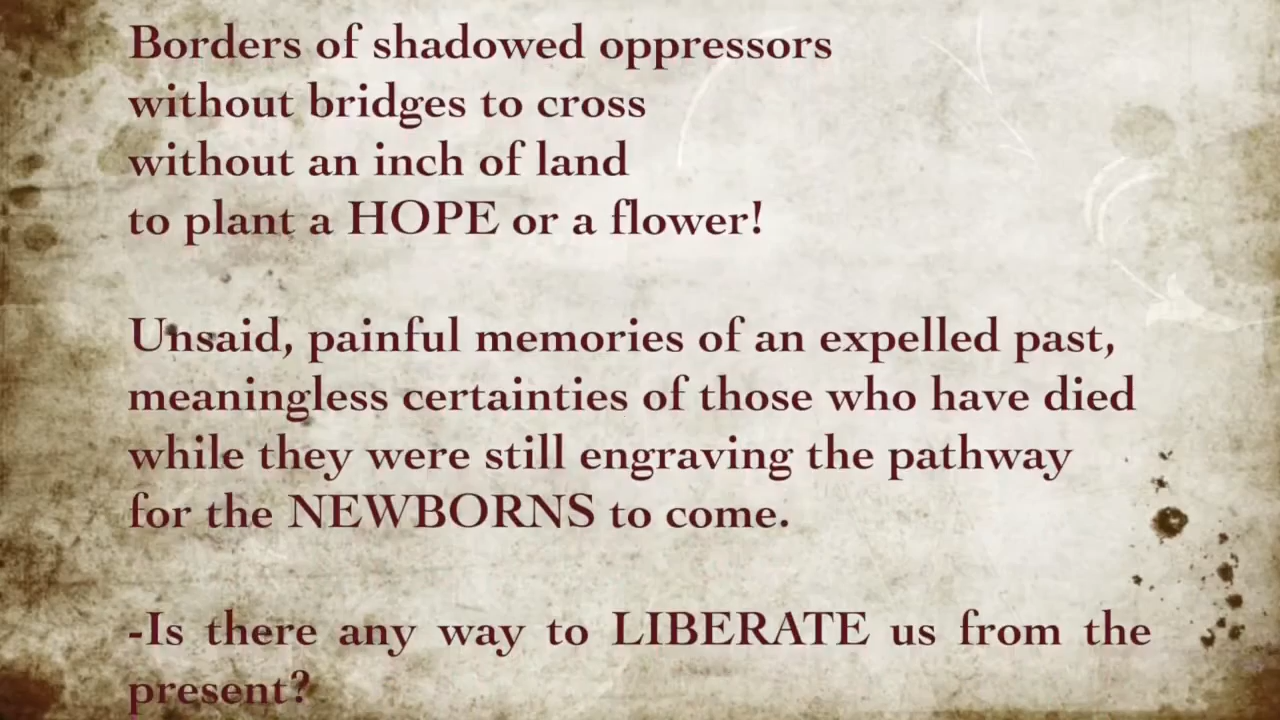 Borders of shadowed oppressors
without bridges to cross
without an inch of land
to plant a HOPE or a flower!
Unsaid, painful memories of an expelled past,
meaningless certainties of those who have died
while they were still engraving the pathway
for the NEWBORNS to come.
-Is there any way to LIBERATE us from the
present?